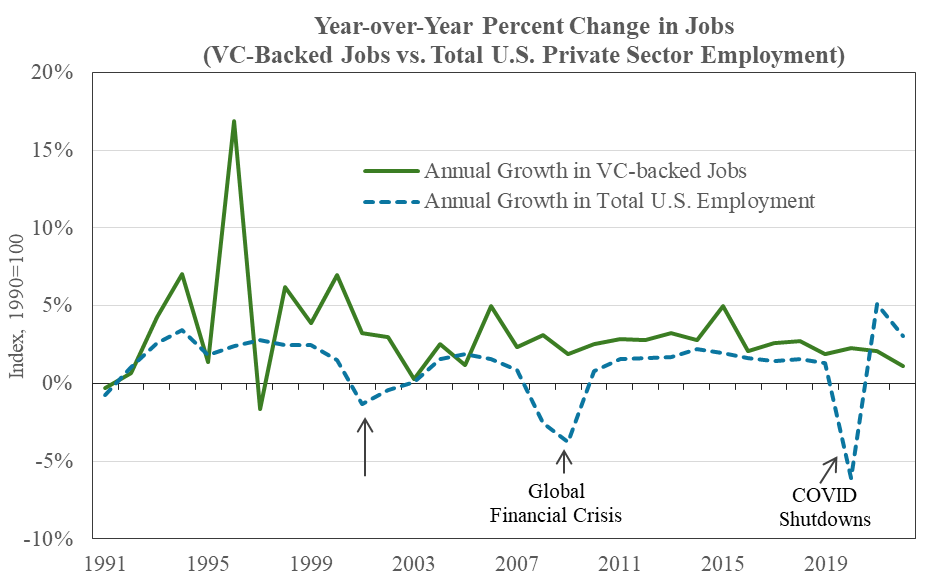 Year-over-Year Percent Change in Jobs
(VC-Backed Jobs vs. Total U.S. Private Sector Employment)
20%
15%
10%
5%
0%
-5%
-10%
Index, 1990=100
Annual Growth in VC-backed Jobs
Annual Growth in Total U.S. Employment
Global
Financial Crisis
COVID
Shutdowns
1991 1995 1999 2003 2007 2011 2015 2019